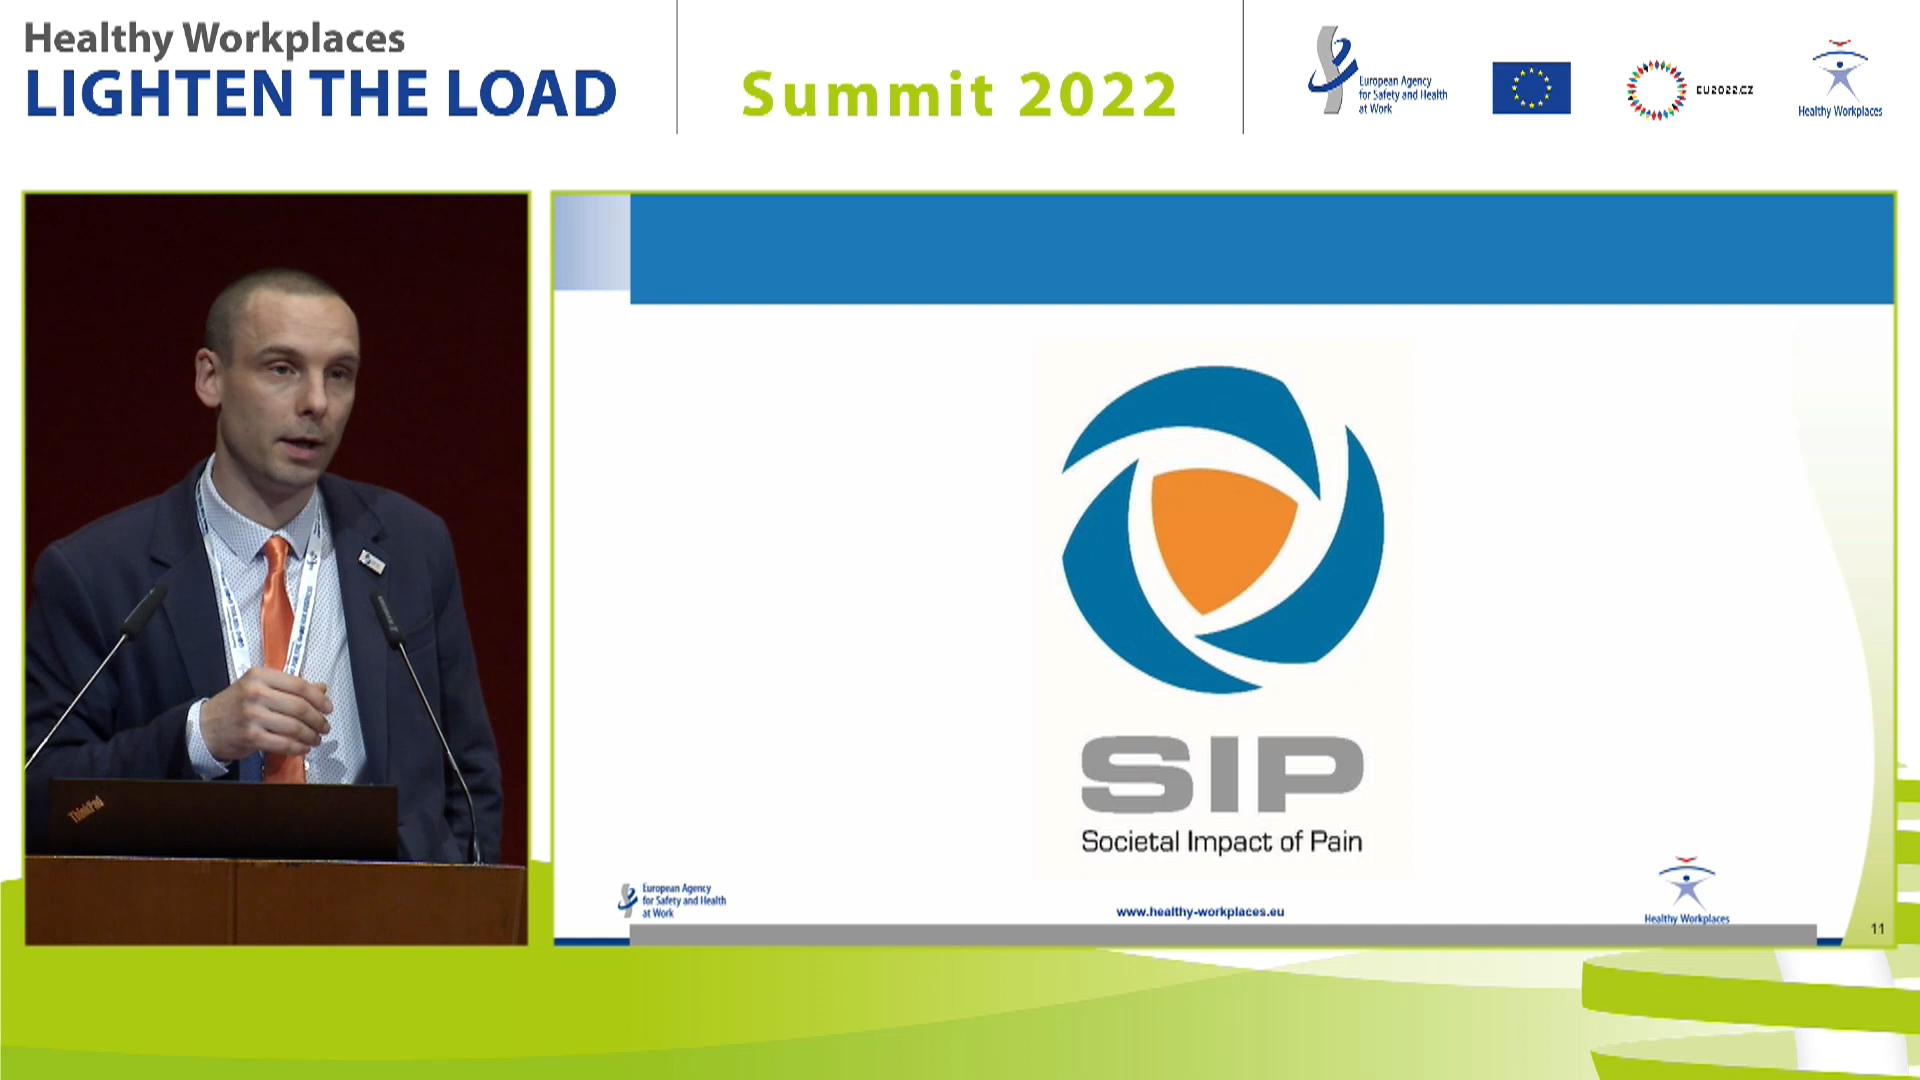 Healthy Workplaces
LIGHTEN THE LOAD
Summit 2022
European Agency
for Safety and Health
at Work
EU2022.CZ
Healthy Workplaces
ThinkPad
SIP
Societal Impact of Pain
European Agency
for Safety and Health
at Work
www.healthy-workplaces.eu
Healthy Workplaces
11